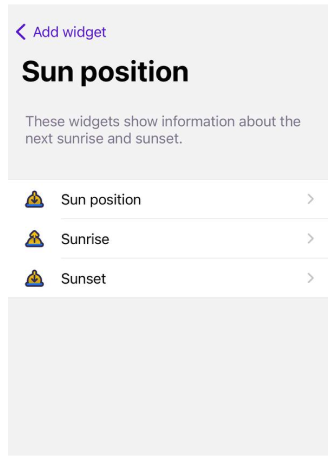 Add widget
Sun position
These widgets show information about the
next sunrise and sunset.
Sun position
Sunrise
Sunset